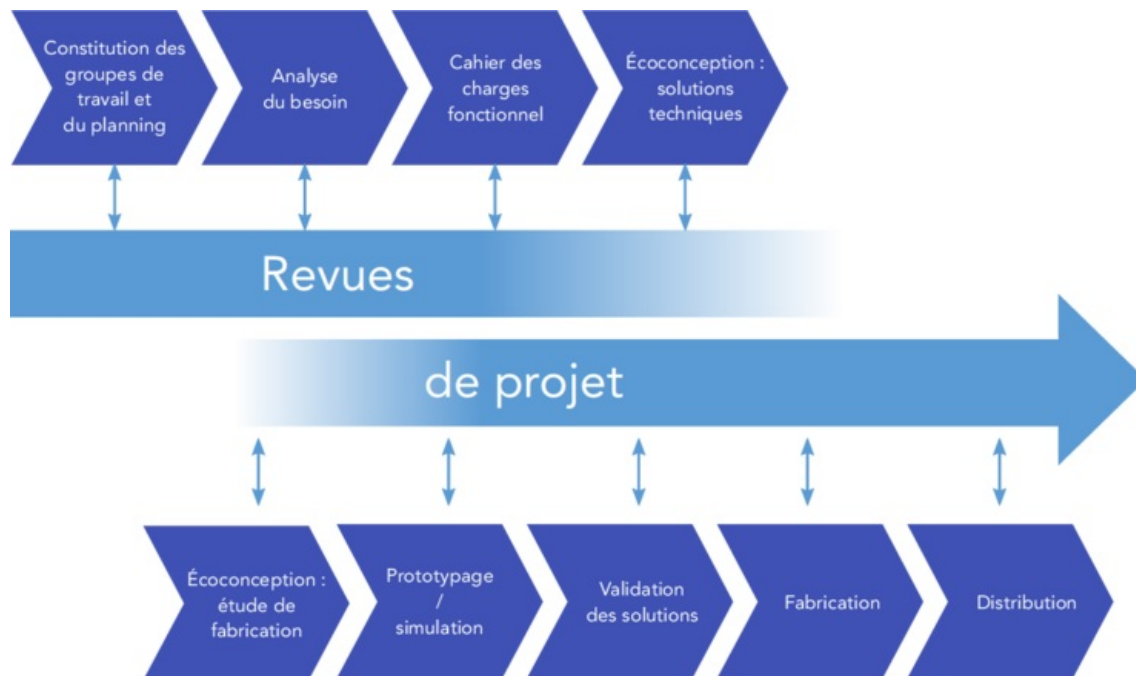 Constitution des
groupes de
travail et
du planning
Analyse
du besoin
Cahier des
charges
fonctionnel
Écoconception :
solutions
techniques
Revues
de projet
Écoconception :
étude de
fabrication
Prototypage
/
simulation
Validation
des solutions
Fabrication
Distribution